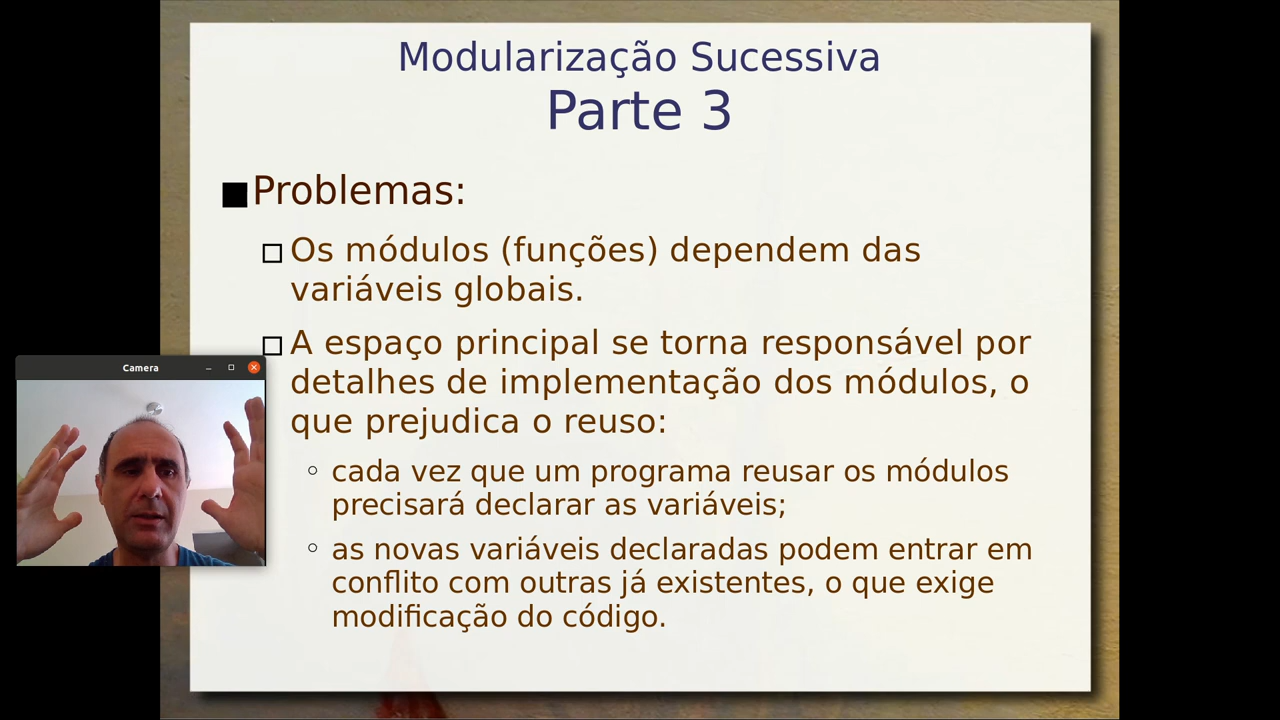 Modularização Sucessiva
Parte 3
Problemas:
Os módulos (funções) dependem das
variáveis globais.
A espaço principal se torna responsável por
detalhes de implementação dos módulos, o
que prejudica o reuso:
cada vez que um programa reusar os módulos
precisará declarar as variáveis;
as novas variáveis declaradas podem entrar em
conflito com outras já existentes, o que exige
modificação do código.
Camera